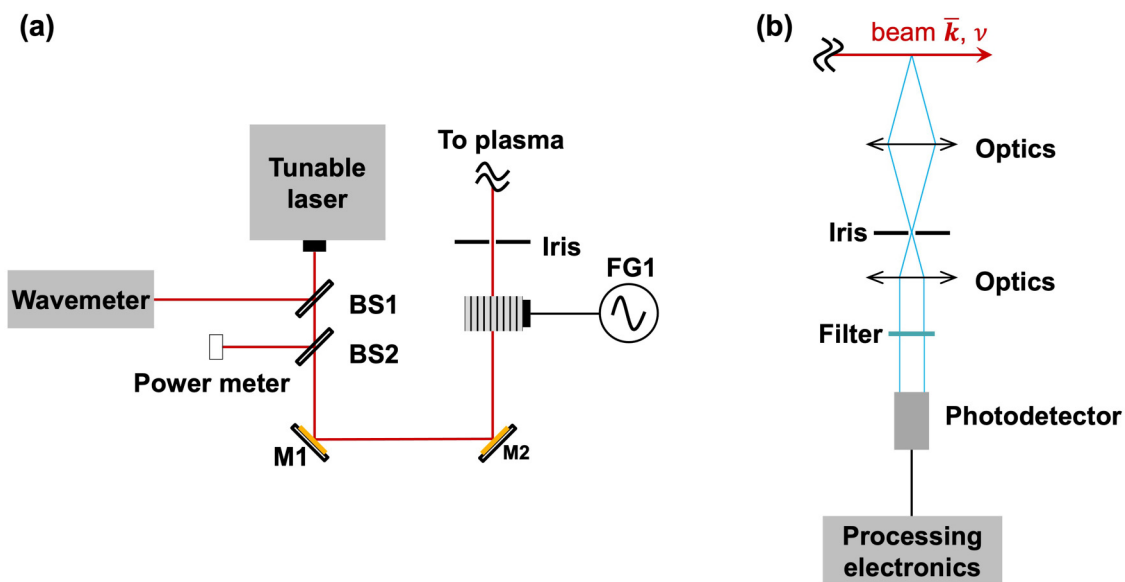 (a)
Tunable
laser
Wavemeter
BS1
BS2
Power meter
M1
M2
To plasma
Iris
FG1
(b)
beam k̄, ν
Optics
Iris
Optics
Filter
Photodetector
Processing
electronics